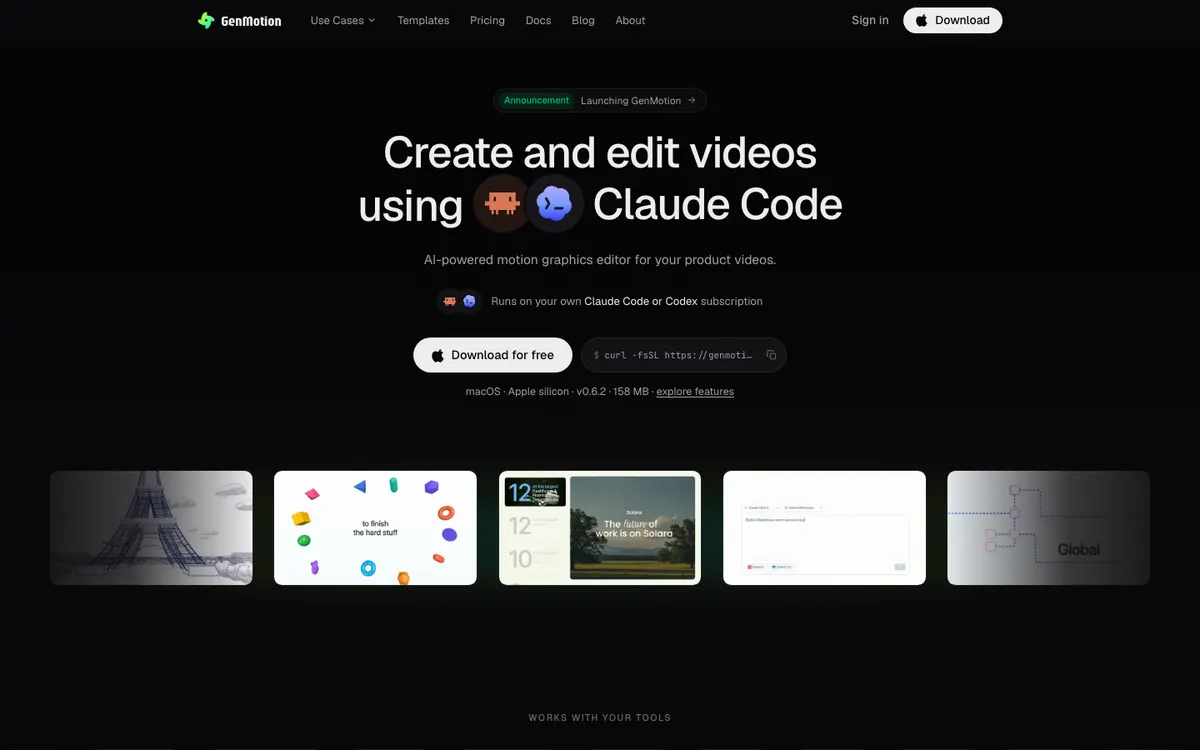 GenMotion
Use Cases
Templates
Pricing
Docs
Blog
About
Sign in
Download
Announcement
Launching GenMotion →
Create and edit videos
using Claude Code
AI-powered motion graphics editor for your product videos.
Runs on your own Claude Code or Codex subscription
Download for free
$ curl -fsSL https://genmoti…
macOS · Apple silicon · v0.6.2 · 158 MB · explore features
to finish
the hard stuff
12
12
10
Solara
The future of
work is on Solara
Global
WORKS WITH YOUR TOOLS